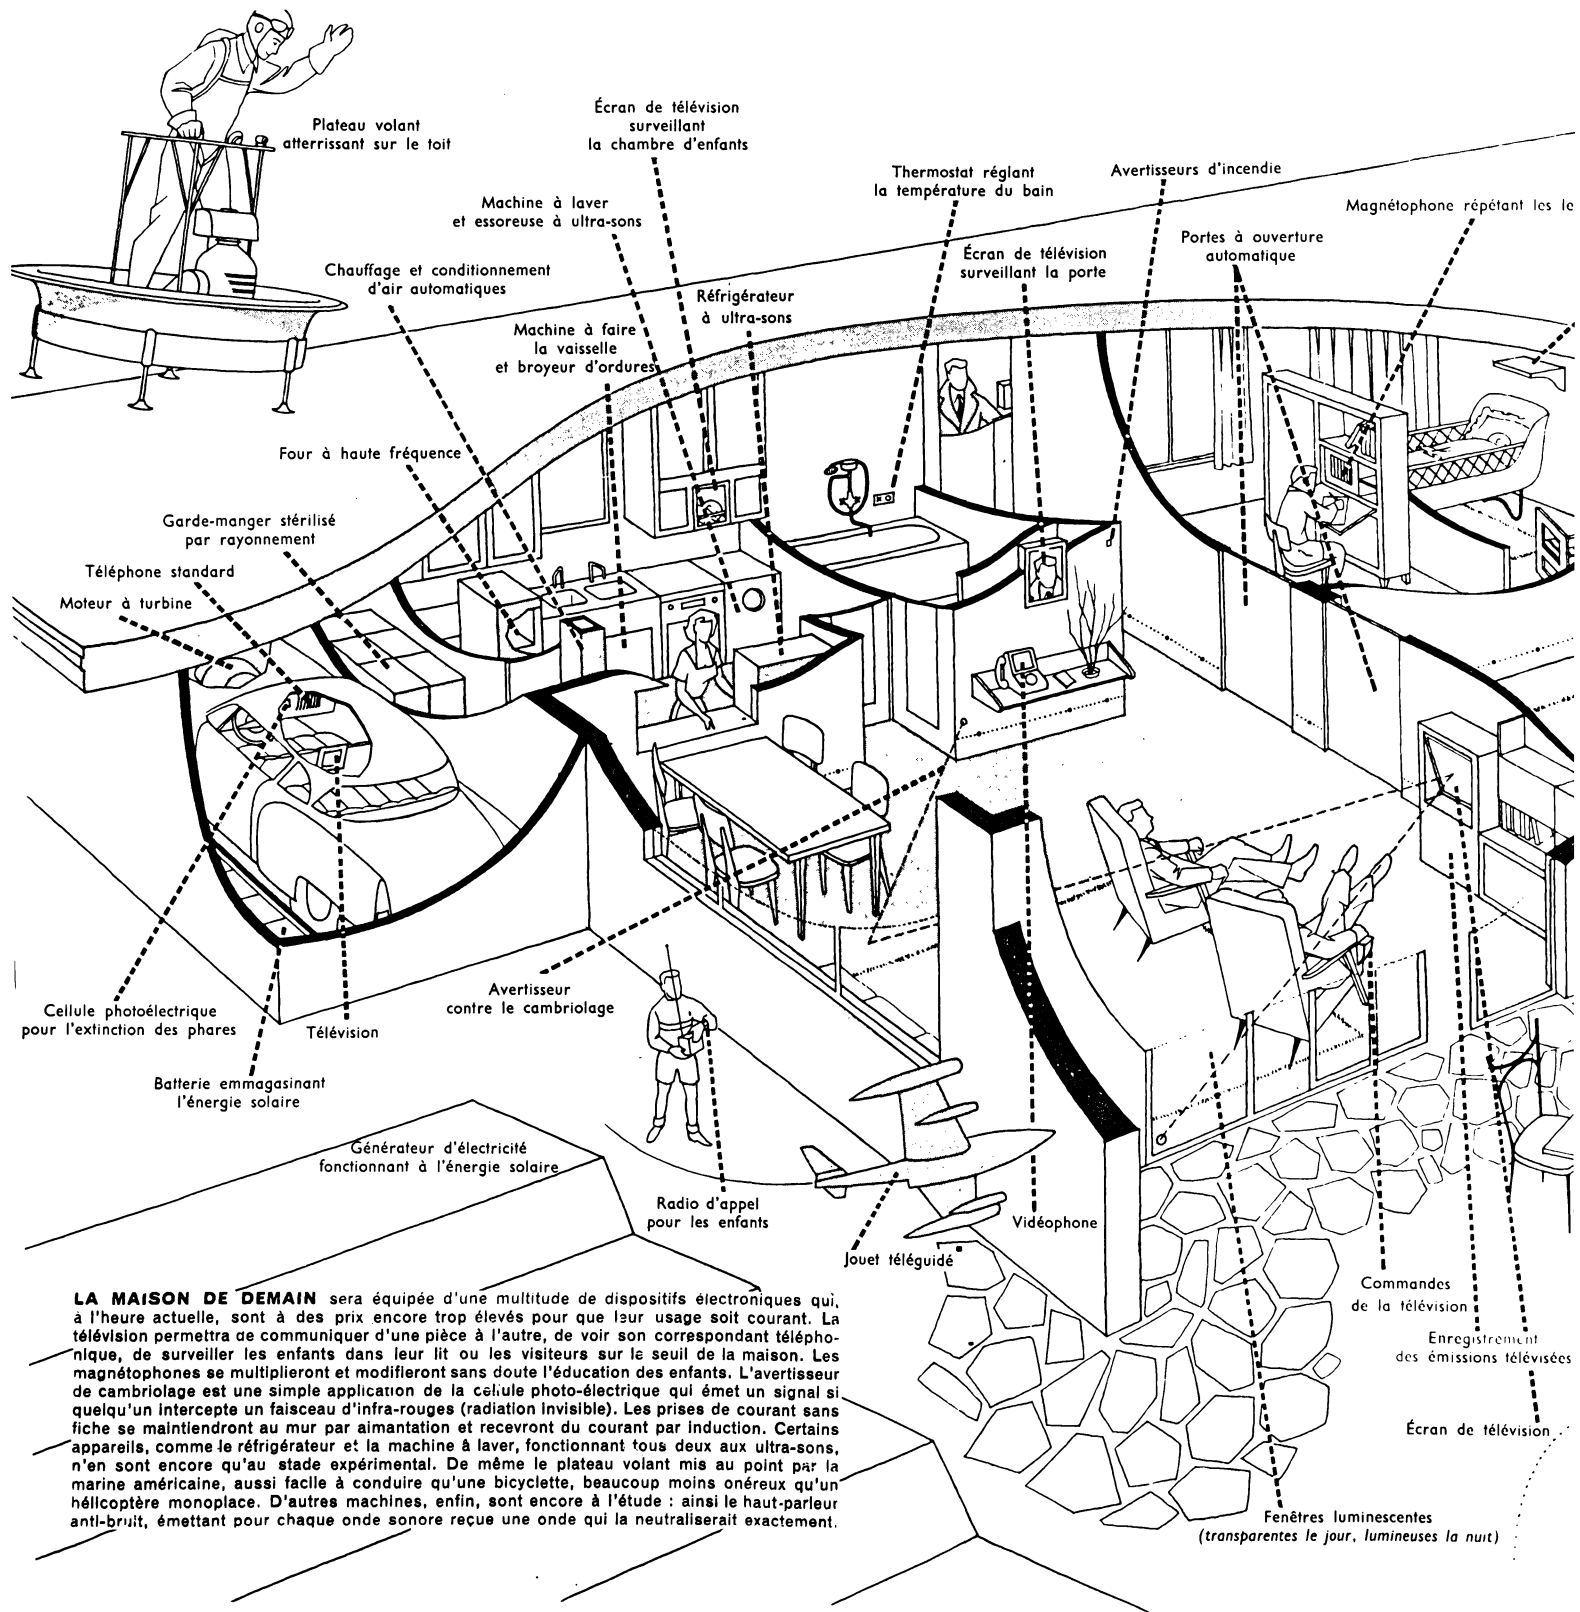 Plateau volant
atterrissant sur le toit
Écran de télévision
surveillant
la chambre d'enfants
Thermostat réglant
la température du bain
Avertisseurs d'incendie
Machine à laver
et essoreuse à ultra-sons
Magnétophone répétant les
Portes à ouverture
automatique
Écran de télévision
surveillant la porte
Chauffage et conditionnement
d'air automatiques
Réfrigérateur
à ultra-sons
Machine à faire
la vaisselle
et broyeur d'ordures
Four à haute fréquence
Garde-manger stérilisé
par rayonnement
Téléphone standard
Moteur à turbine
Cellule photoélectrique
pour l'extinction des phares
Télévision
Avertisseur
contre le cambriolage
Batterie emmagasinant
l'énergie solaire
Générateur d'électricité
fonctionnant à l'énergie solaire
Radio d'appel
pour les enfants
Vidéophone
Jouet téléguidé
Commandes
de la télévision
Enregistrement
des émissions télévisées
Écran de télévision
Fenêtres luminescentes
(transparentes le jour, lumineuses la nuit)
LA MAISON DE DEMAIN sera équipée d'une multitude de dispositifs électroniques qui,
à l'heure actuelle, sont à des prix encore trop élevés pour que leur usage soit courant. La
télévision permettra de communiquer d'une pièce à l'autre, de voir son correspondant télépho-
nique, de surveiller les enfants dans leur lit ou les visiteurs sur le seuil de la maison. Les
magnétophones se multiplieront et modifieront sans doute l'éducation des enfants. L'avertisseur
de cambriolage est une simple application de la cellule photo-électrique qui émet un signal si
quelqu'un intercepte un faisceau d'infra-rouges (radiation invisible). Les prises de courant sans
fiche se maintiendront au mur par aimantation et recevront du courant par induction. Certains
appareils, comme le réfrigérateur et la machine à laver, fonctionnant tous deux aux ultra-sons,
n'en sont encore qu'au stade expérimental. De même le plateau volant mis au point par la
marine américaine, aussi facile à conduire qu'une bicyclette, beaucoup moins onéreux qu'un
hélicoptère monoplace. D'autres machines, enfin, sont encore à l'étude : ainsi le haut-parleur
anti-bruit, émettant pour chaque onde sonore reçue une onde qui la neutraliserait exactement.